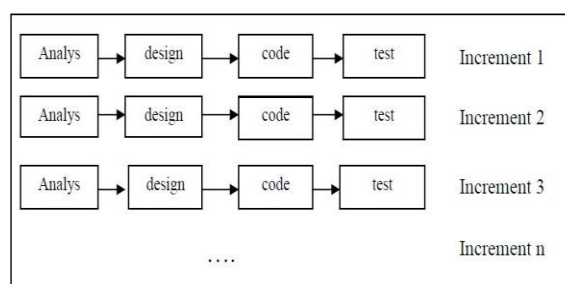 Analys design code test Increment 1
Analys design code test Increment 2
Analys design code test Increment 3
.... Increment n